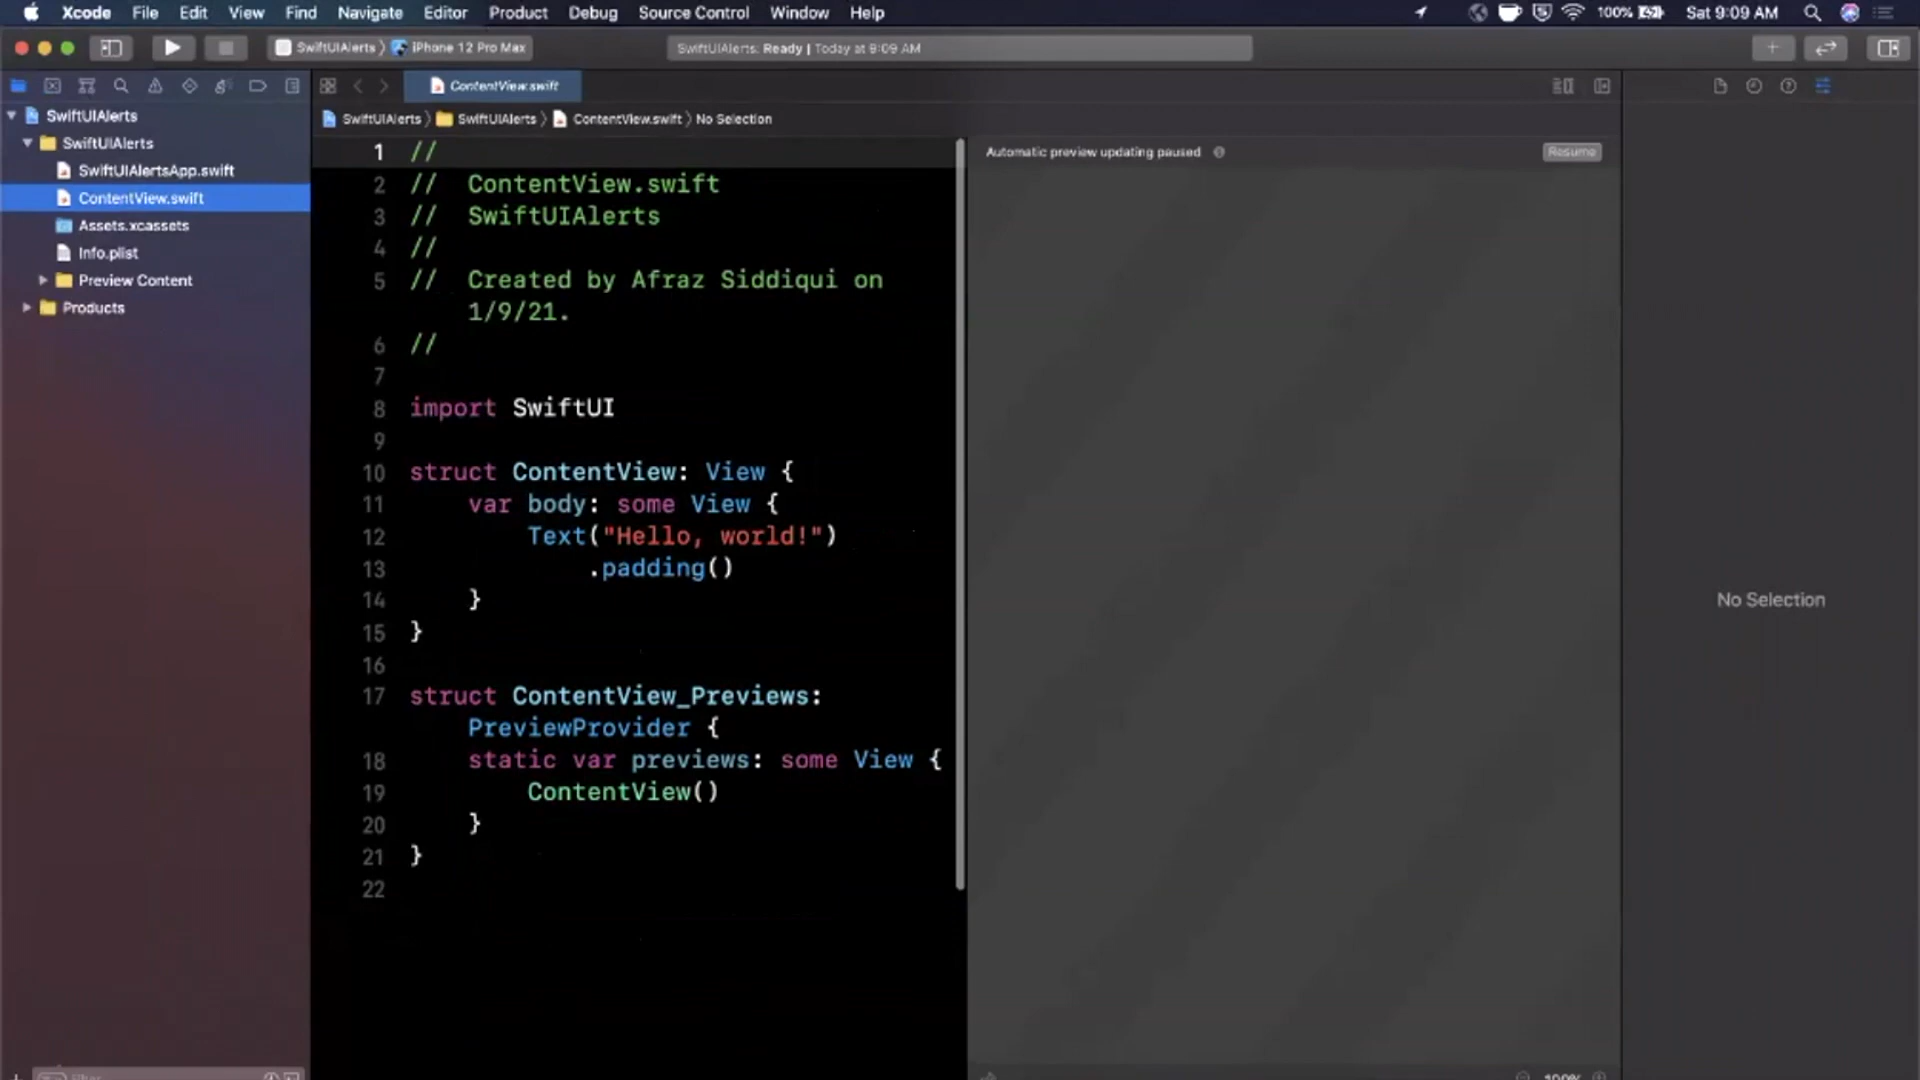 Xcode File Edit View Find Navigate Editor Product Debug Source Control Window Help 100% Sat 9:09 AM
SwiftUIAlerts iPhone 12 Pro Max SwiftUIAlerts: Ready | Today at 9:09 AM
ContentView.swift
SwiftUIAlerts
SwiftUIAlerts SwiftUIAlerts ContentView.swift No Selection
SwiftUIAlerts
SwiftUIAlertsApp.swift
ContentView.swift
Assets.xcassets
Info.plist
Preview Content
Products
1 //
2 // ContentView.swift
3 // SwiftUIAlerts
4 //
5 // Created by Afraz Siddiqui on
1/9/21.
6 //
7
8 import SwiftUI
9
10 struct ContentView: View {
11 var body: some View {
12 Text("Hello, world!")
13 .padding()
14 }
15 }
16
17 struct ContentView_Previews:
PreviewProvider {
18 static var previews: some View {
19 ContentView()
20 }
21 }
22
Automatic preview updating paused
Resume
No Selection
100%